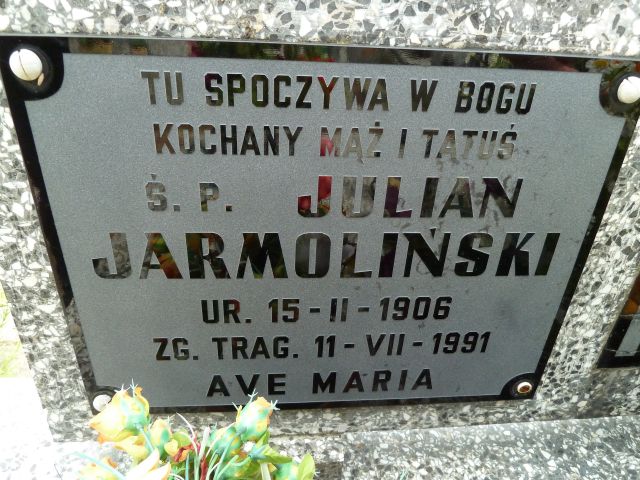 TU SPOCZYWA W BOGU
KOCHANY MĄŻ I TATUŚ
Ś. P. JULIAN
JARMOLIŃSKI
UR. 15-II-1906
ZG. TRAG. 11-VII-1991
AVE MARIA